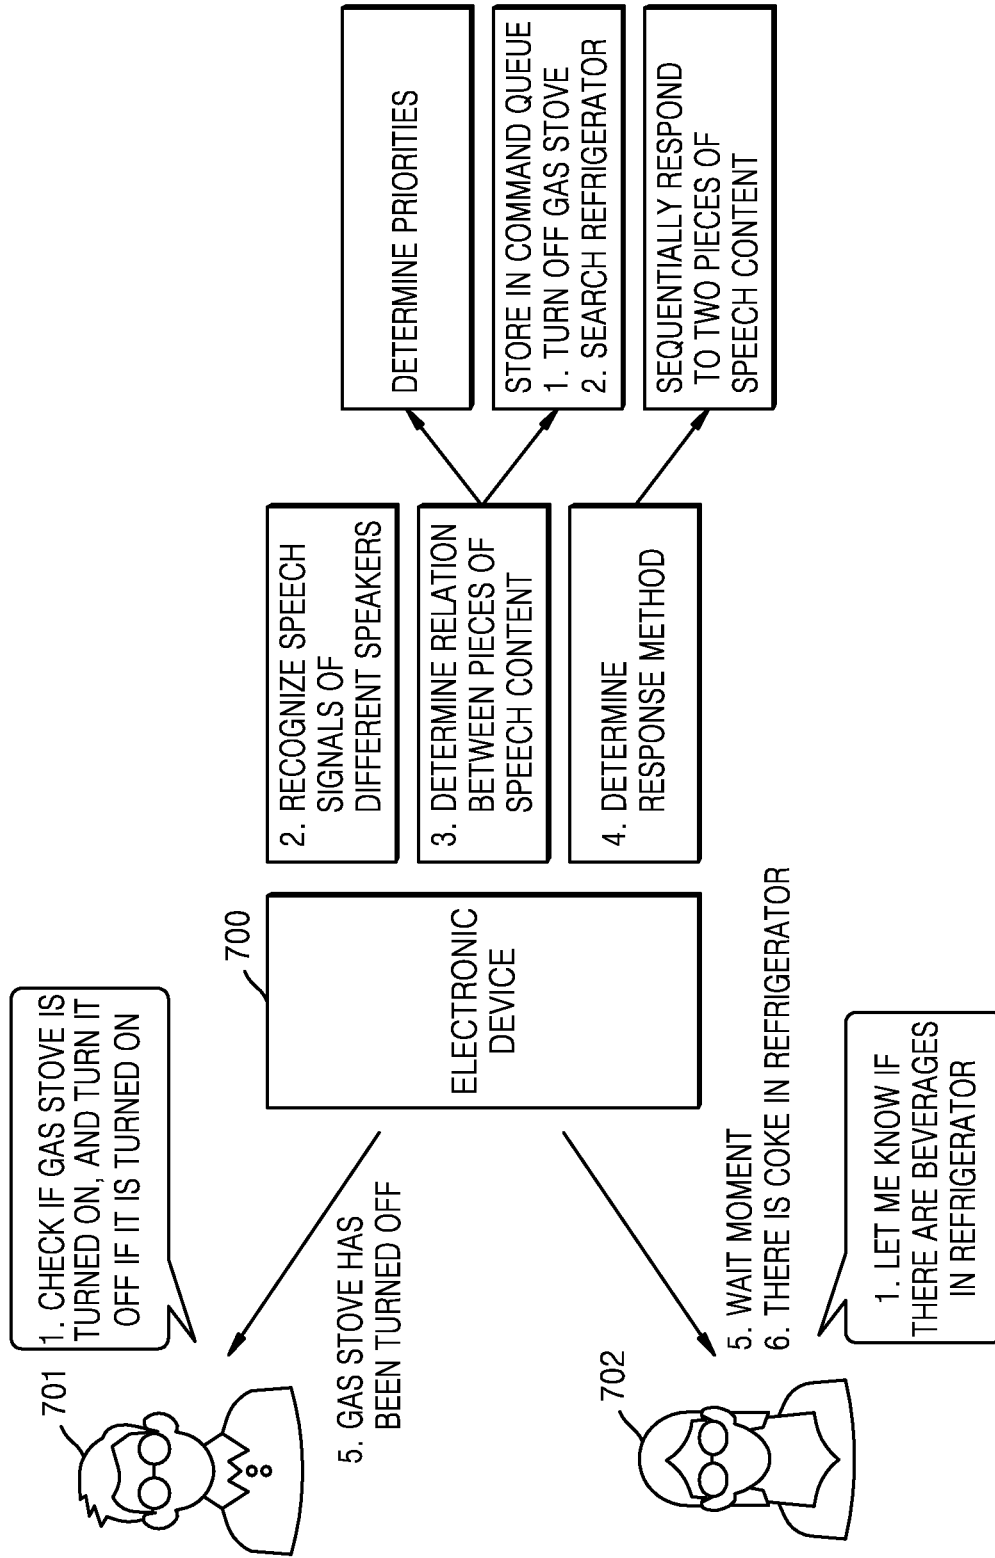 701
1. CHECK IF GAS STOVE IS
TURNED ON, AND TURN IT
OFF IF IT IS TURNED ON
5. GAS STOVE HAS
BEEN TURNED OFF
702
5. WAIT MOMENT
6. THERE IS COKE IN REFRIGERATOR
1. LET ME KNOW IF
THERE ARE BEVERAGES
IN REFRIGERATOR
700
ELECTRONIC
DEVICE
2. RECOGNIZE SPEECH
SIGNALS OF
DIFFERENT SPEAKERS
3. DETERMINE RELATION
BETWEEN PIECES OF
SPEECH CONTENT
4. DETERMINE
RESPONSE METHOD
DETERMINE PRIORITIES
STORE IN COMMAND QUEUE
1. TURN OFF GAS STOVE
2. SEARCH REFRIGERATOR
SEQUENTIALLY RESPOND
TO TWO PIECES OF
SPEECH CONTENT